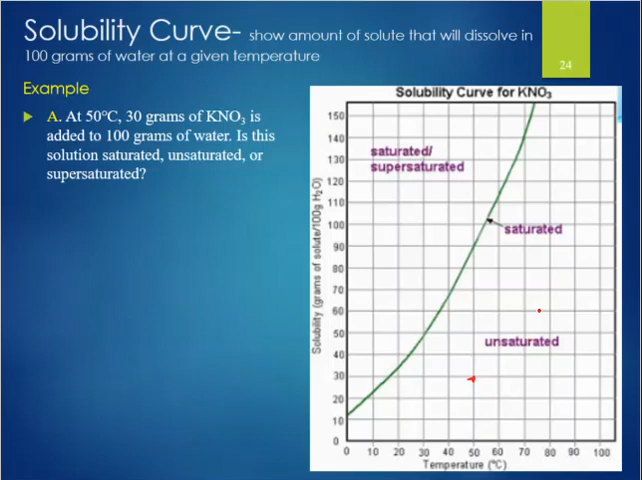 Solubility Curve- show amount of solute that will dissolve in
100 grams of water at a given temperature
24
Example
A. At 50°C, 30 grams of KNO₃ is
added to 100 grams of water. Is this
solution saturated, unsaturated, or
supersaturated?
Solubility Curve for KNO₃
Solubility (grams of solute/100g H₂O)
150
140
130
120
110
100
90
80
70
60
50
40
30
20
10
0
saturated/
supersaturated
saturated
unsaturated
0 10 20 30 40 50 60 70 80 90 100
Temperature (°C)